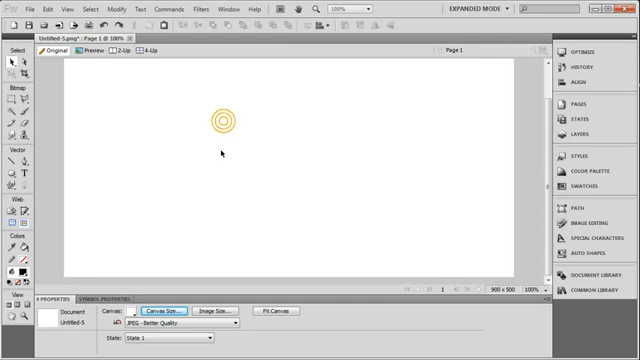 Fw
File Edit View Select Modify Text Commands Filters Window Help
100%
EXPANDED MODE
Untitled-5.png* : Page 1 @ 100%
Original Preview 2-Up 4-Up
Page 1
Select
Bitmap
Vector
T
Web
Colors
View
OPTIMIZE
HISTORY
ALIGN
PAGES
STATES
LAYERS
STYLES
COLOR PALETTE
SWATCHES
PATH
IMAGE EDITING
SPECIAL CHARACTERS
AUTO SHAPES
DOCUMENT LIBRARY
COMMON LIBRARY
1 900 x 500 100%
PROPERTIES SYMBOL PROPERTIES
Document
Untitled-5
Canvas: Canvas Size... Image Size... Fit Canvas
JPEG - Better Quality
State: State 1